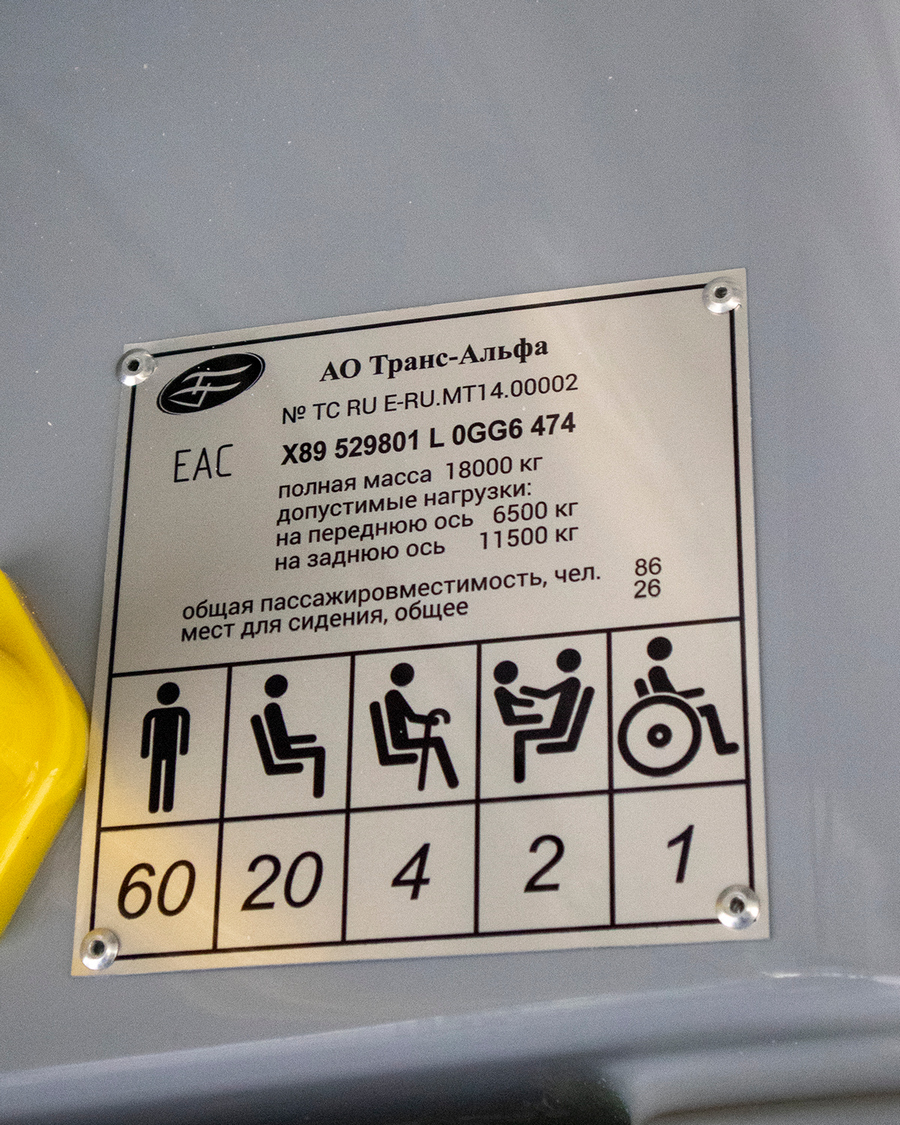 АО Транс-Альфа
№ ТС RU Е-RU.МТ14.00002
EAC
X89 529801 L 0GG6 474
полная масса 18000 кг
допустимые нагрузки:
на переднюю ось 6500 кг
на заднюю ось 11500 кг
общая пассажировместимость, чел. 86
мест для сидения, общее 26
60 20 4 2 1